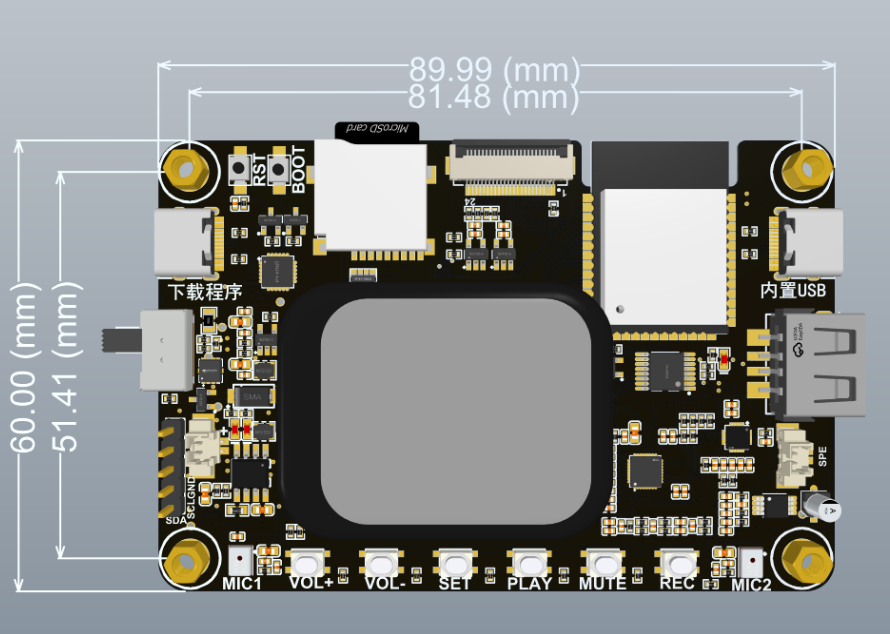 89.99 (mm)
81.48 (mm)
MicroSD card
RST
BOOT
1
24
下载程序
内置USB
60.00 (mm)
51.41 (mm)
SMA
+
SPE
SCL
GND
SDA
A
MIC1
VOL+
VOL-
SET
PLAY
MUTE
REC
MIC2